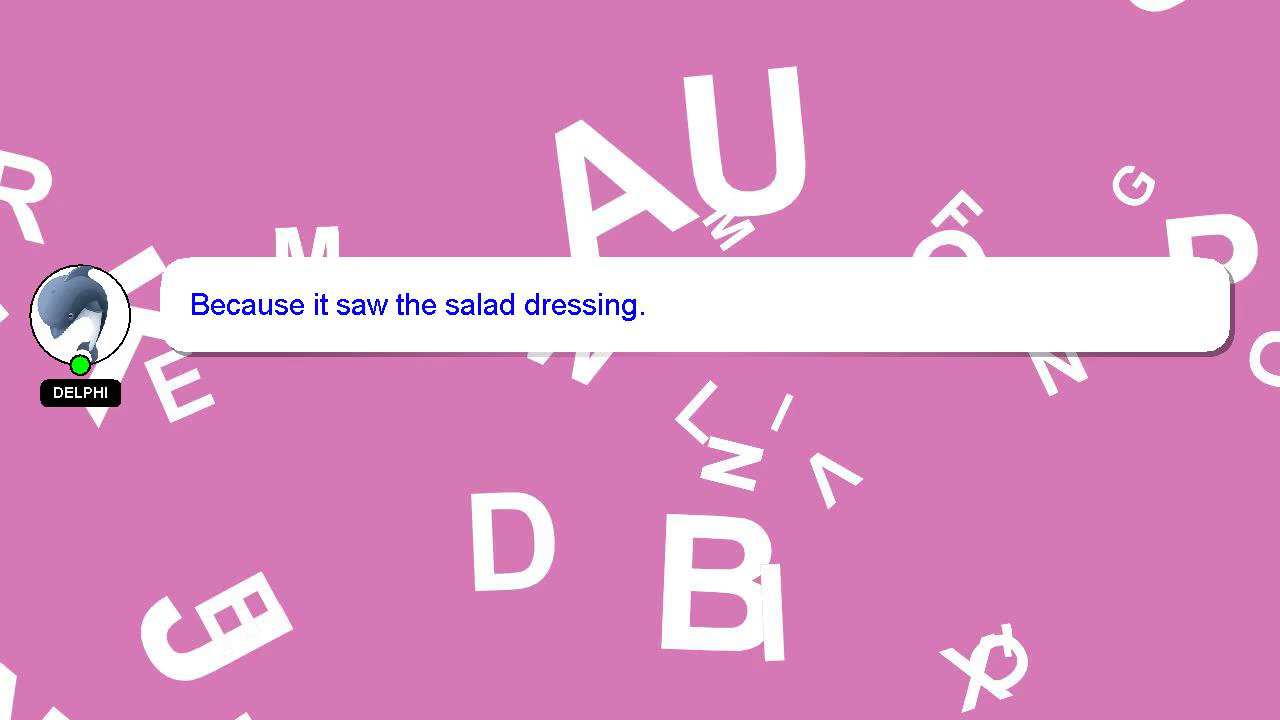 R
A
U
M
M
F
O
G
P
Because it saw the salad dressing.
DELPHI
E
N
L
I
N
V
D
B
I
J
E
X
Q